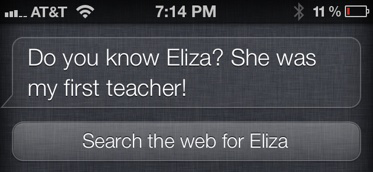 AT&T 7:14 PM 11 %
Do you know Eliza? She was
my first teacher!
Search the web for Eliza